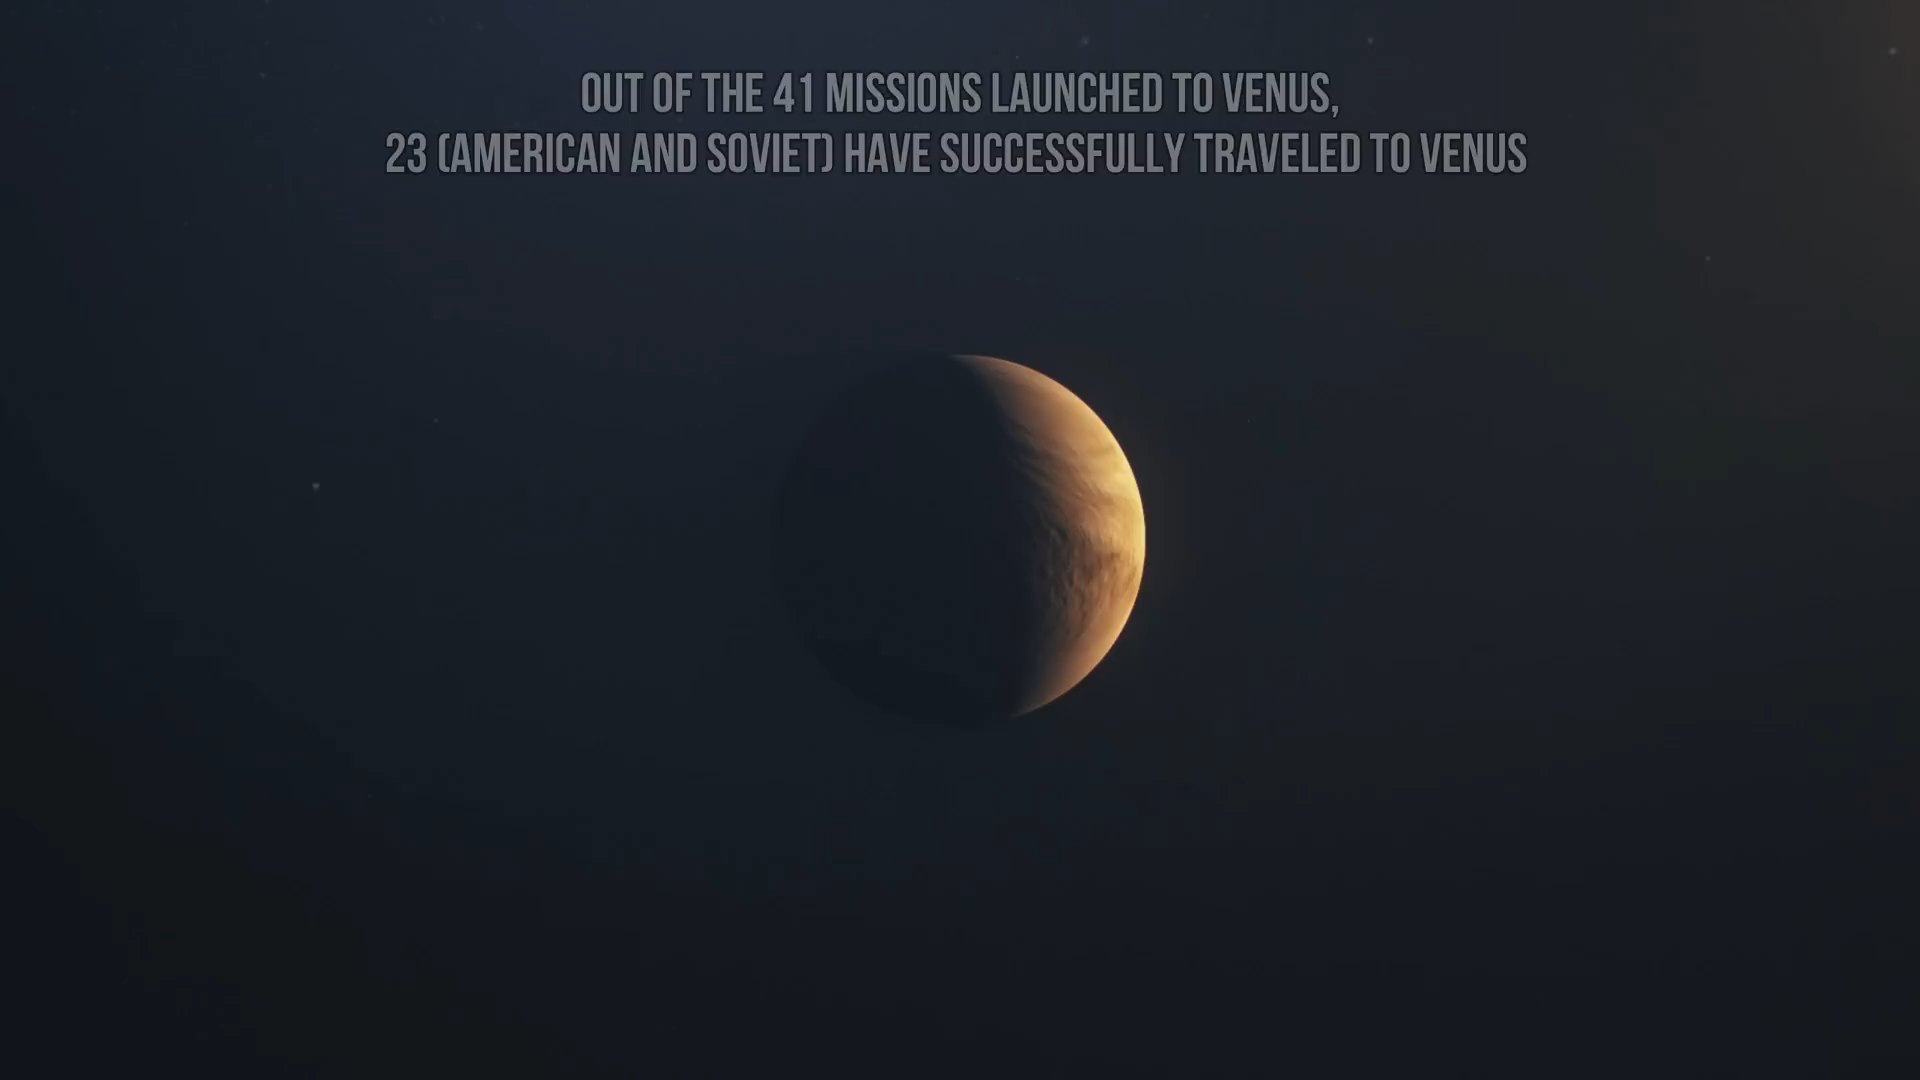 OUT OF THE 41 MISSIONS LAUNCHED TO VENUS,
23 (AMERICAN AND SOVIET) HAVE SUCCESSFULLY TRAVELED TO VENUS